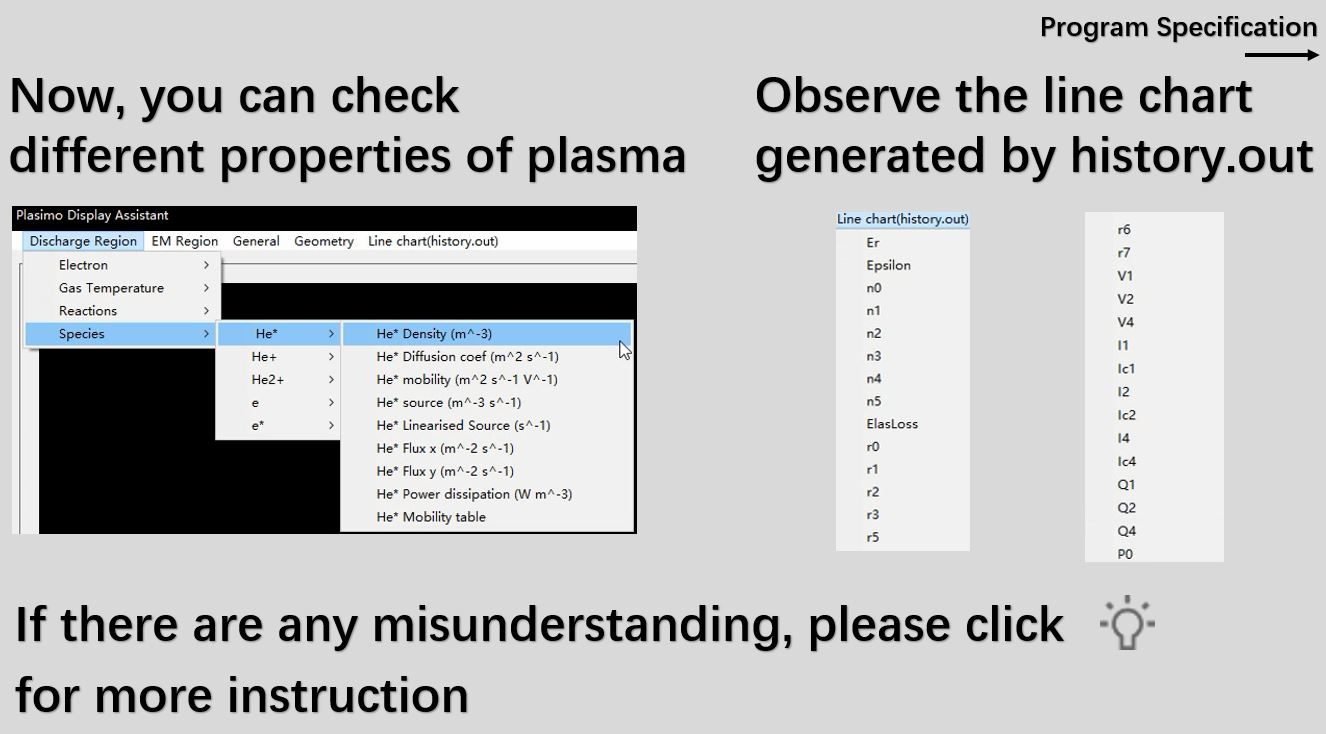 Program Specification
Now, you can check
different properties of plasma
Observe the line chart
generated by history.out
Plasimo Display Assistant
Discharge Region EM Region General Geometry Line chart(history.out)
Electron
Gas Temperature
Reactions
Species
He*
He+
He2+
e
e*
He* Density (m^-3)
He* Diffusion coef (m^2 s^-1)
He* mobility (m^2 s^-1 V^-1)
He* source (m^-3 s^-1)
He* Linearised Source (s^-1)
He* Flux x (m^-2 s^-1)
He* Flux y (m^-2 s^-1)
He* Power dissipation (W m^-3)
He* Mobility table
Line chart(history.out)
Er
Epsilon
n0
n1
n2
n3
n4
n5
ElasLoss
r0
r1
r2
r3
r5
r6
r7
V1
V2
V4
I1
Ic1
I2
Ic2
I4
Ic4
Q1
Q2
Q4
P0
If there are any misunderstanding, please click
for more instruction